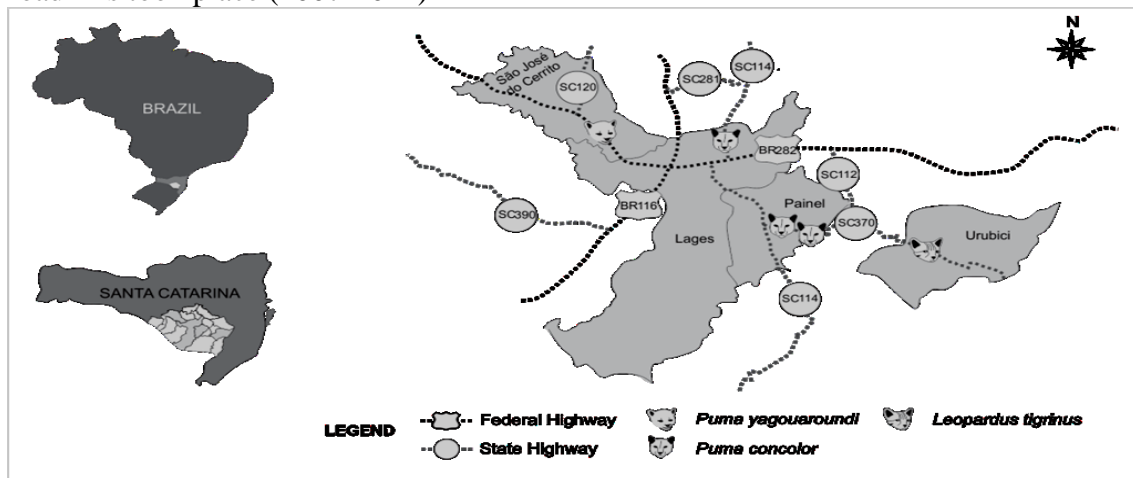 N
BRAZIL
São José
do Cerrito
SC120
SC281
SC114
BR282
SC112
SC390
BR116
Painel
SC370
Lages
Urubici
SANTA CATARINA
SC114
LEGEND
Federal Highway
Puma yagouaroundi
Leopardus tigrinus
State Highway
Puma concolor